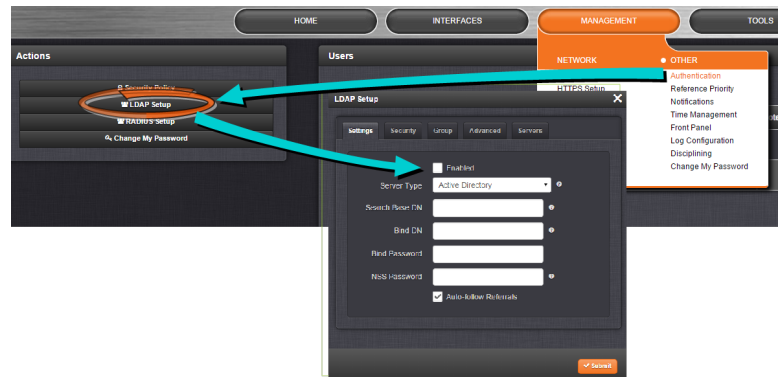 HOME
INTERFACES
MANAGEMENT
TOOLS
Actions
Users
NETWORK
OTHER
Security Policy
LDAP Setup
RADIUS Setup
Change My Password
HTTPS Setup
Authentication
Reference Priority
Notifications
Time Management
Front Panel
Log Configuration
Disciplining
Change My Password
LDAP Setup
Settings
Security
Group
Advanced
Servers
Enabled
Server Type
Active Directory
Search Base DN
Bind DN
Bind Password
NSS Password
Auto-follow Referrals
Submit